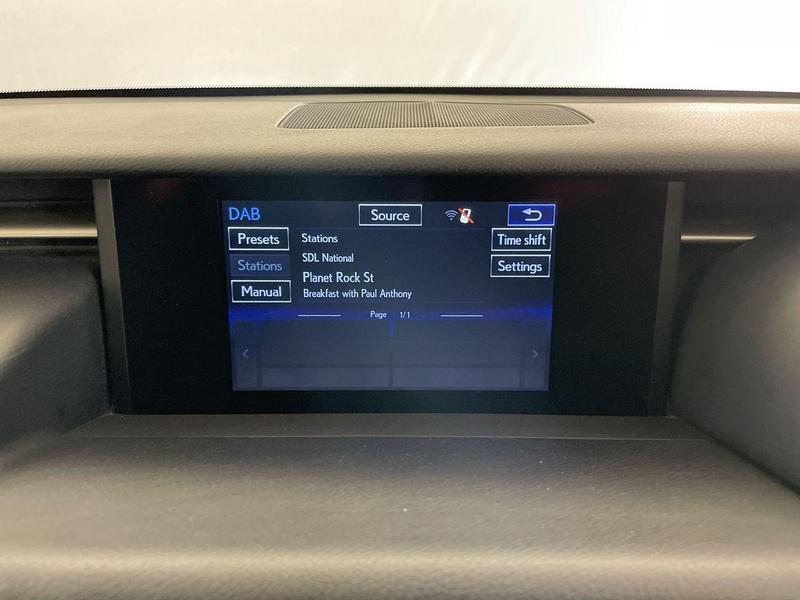 DAB
Source
Presets
Stations
Time shift
Stations
SDL National
Settings
Planet Rock St
Manual
Breakfast with Paul Anthony
Page 1/1